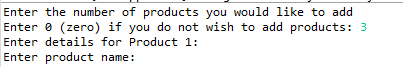 Enter the number of products you would like to add
Enter 0 (zero) if you do not wish to add products: 3
Enter details for Product 1:
Enter product name: